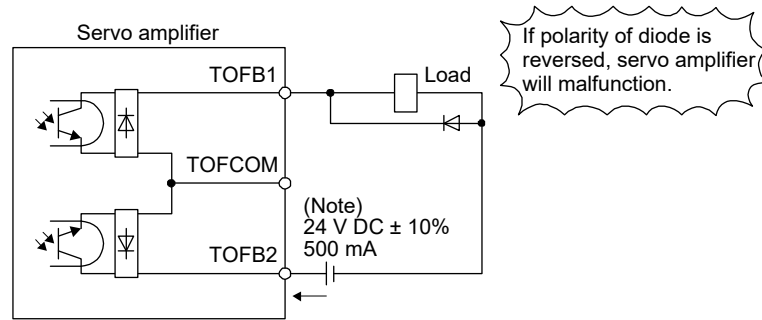 Servo amplifier
If polarity of diode is
reversed, servo amplifier
will malfunction.
TOFB1
Load
TOFCOM
(Note)
24 V DC ± 10%
500 mA
TOFB2